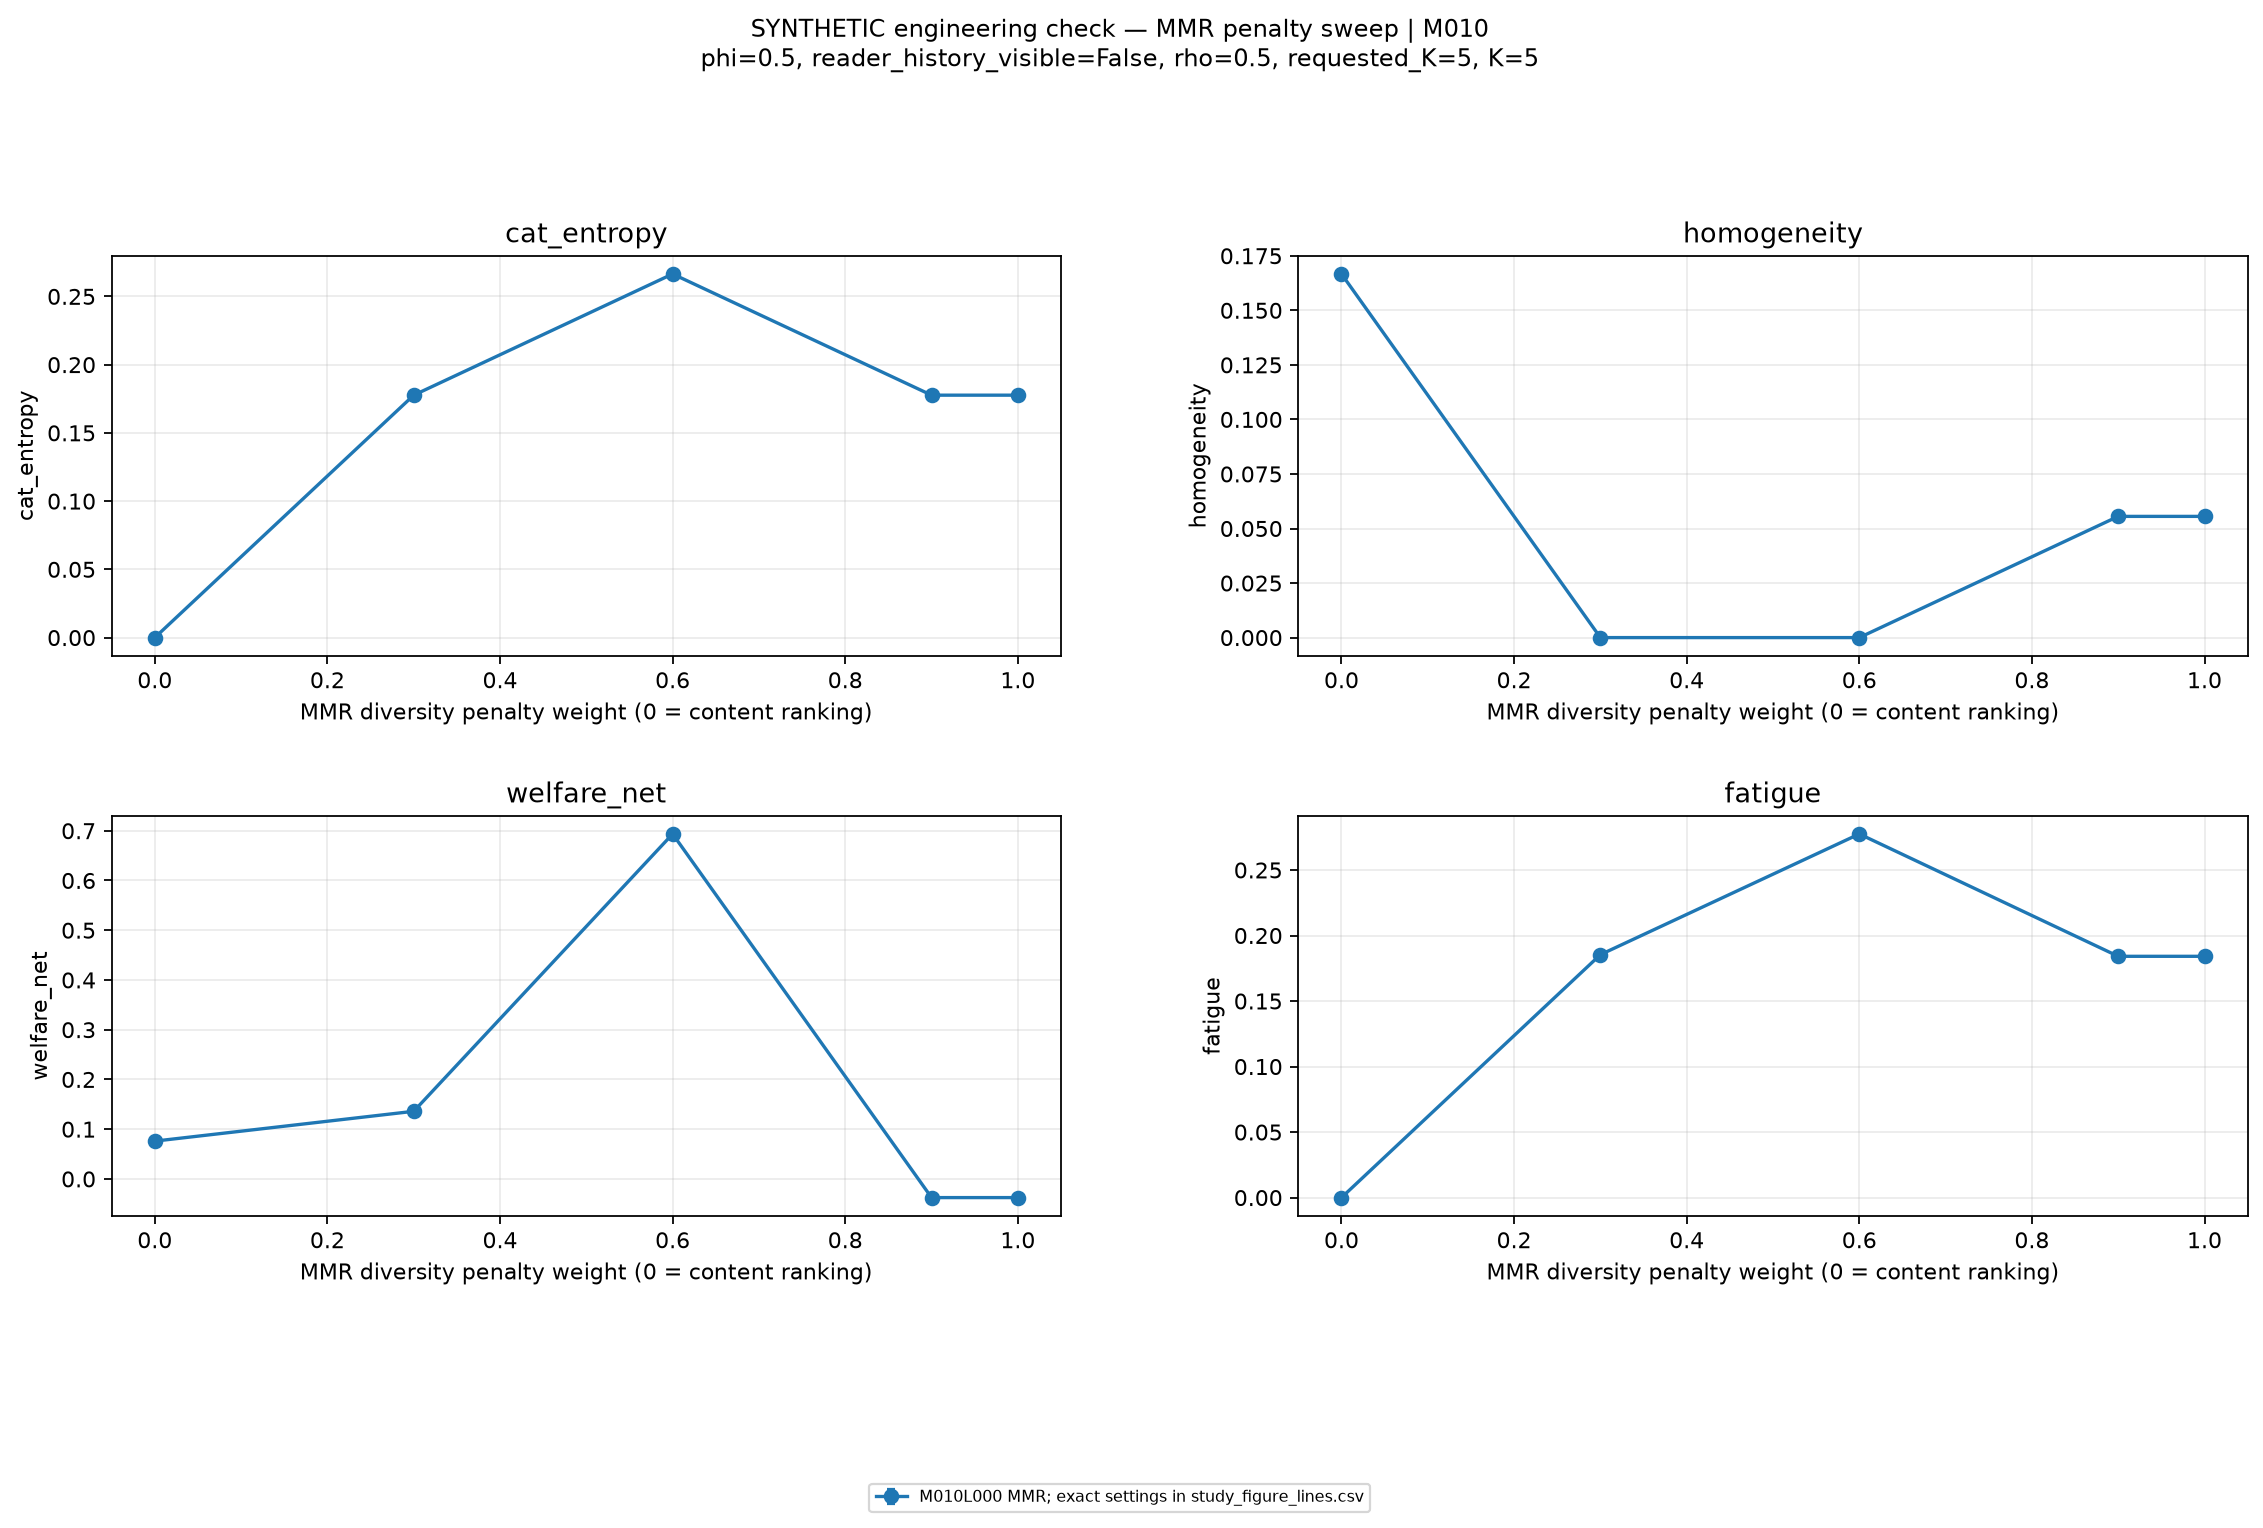 SYNTHETIC engineering check — MMR penalty sweep | M010
phi=0.5, reader_history_visible=False, rho=0.5, requested_K=5, K=5
cat_entropy
0.25
0.20
0.15
0.10
0.05
0.00
cat_entropy
0.0 0.2 0.4 0.6 0.8 1.0
MMR diversity penalty weight (0 = content ranking)
homogeneity
0.175
0.150
0.125
0.100
0.075
0.050
0.025
0.000
homogeneity
0.0 0.2 0.4 0.6 0.8 1.0
MMR diversity penalty weight (0 = content ranking)
welfare_net
0.7
0.6
0.5
0.4
0.3
0.2
0.1
0.0
welfare_net
0.0 0.2 0.4 0.6 0.8 1.0
MMR diversity penalty weight (0 = content ranking)
fatigue
0.25
0.20
0.15
0.10
0.05
0.00
fatigue
0.0 0.2 0.4 0.6 0.8 1.0
MMR diversity penalty weight (0 = content ranking)
M010L000 MMR; exact settings in study_figure_lines.csv